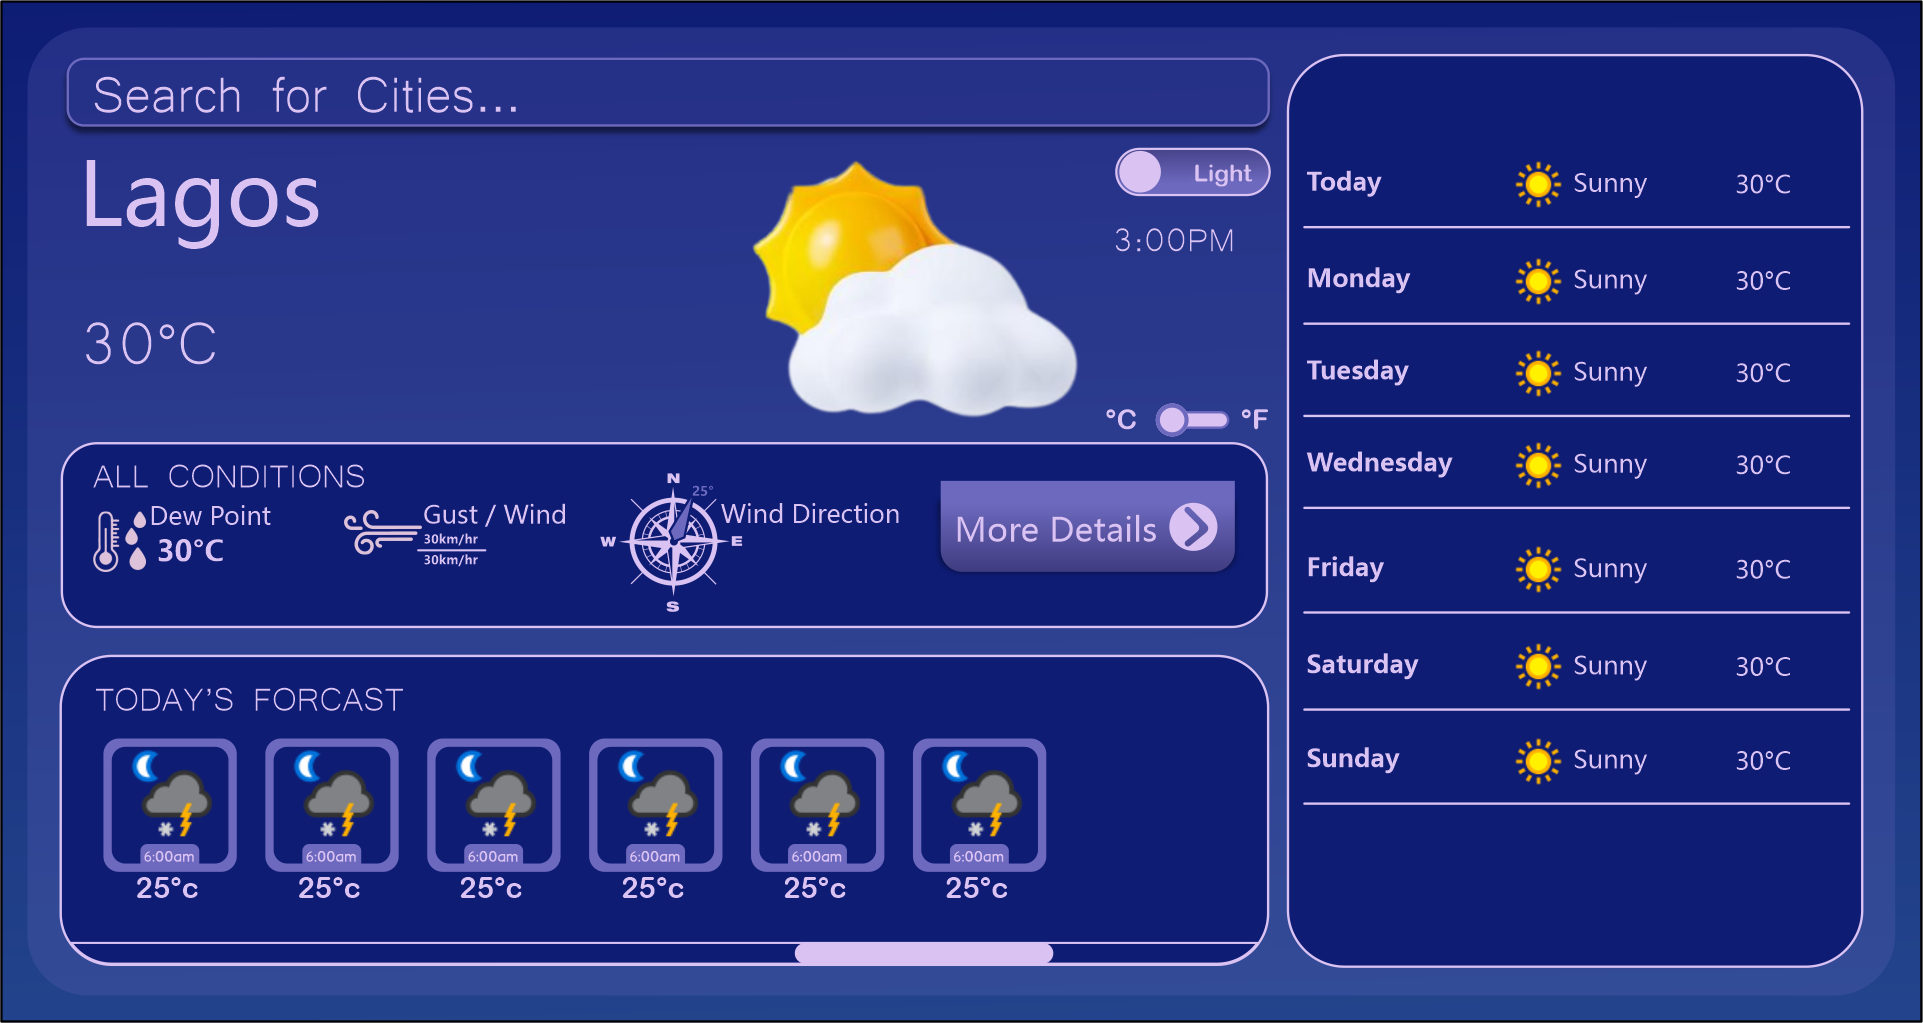 Search for Cities...
Lagos
Light
3:00PM
30°C
°C °F
ALL CONDITIONS
Dew Point
30°C
Gust / Wind
30km/hr
30km/hr
N
25°
W E
S
Wind Direction
More Details
TODAY'S FORCAST
6:00am 6:00am 6:00am 6:00am 6:00am 6:00am
25°c 25°c 25°c 25°c 25°c 25°c
Today Sunny 30°C
Monday Sunny 30°C
Tuesday Sunny 30°C
Wednesday Sunny 30°C
Friday Sunny 30°C
Saturday Sunny 30°C
Sunday Sunny 30°C